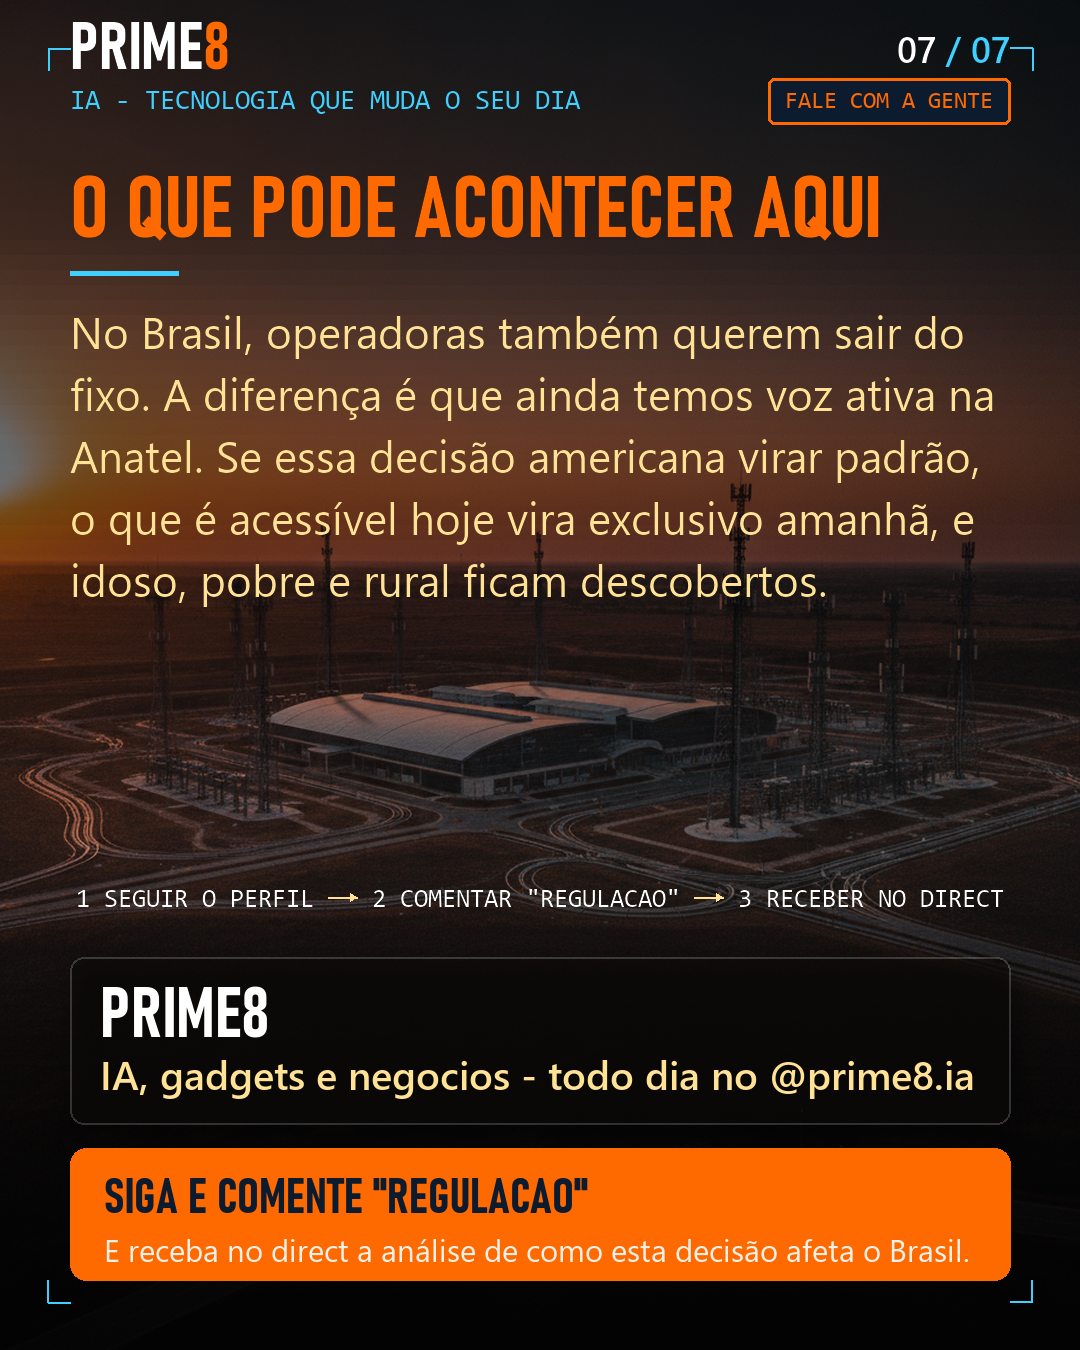 PRIME8
07 / 07
IA - TECNOLOGIA QUE MUDA O SEU DIA
FALE COM A GENTE
O QUE PODE ACONTECER AQUI
No Brasil, operadoras também querem sair do
fixo. A diferença é que ainda temos voz ativa na
Anatel. Se essa decisão americana virar padrão,
o que é acessível hoje vira exclusivo amanhã, e
idoso, pobre e rural ficam descobertos.
1 SEGUIR O PERFIL → 2 COMENTAR "REGULACAO" → 3 RECEBER NO DIRECT
PRIME8
IA, gadgets e negocios - todo dia no @prime8.ia
SIGA E COMENTE "REGULACAO"
E receba no direct a análise de como esta decisão afeta o Brasil.